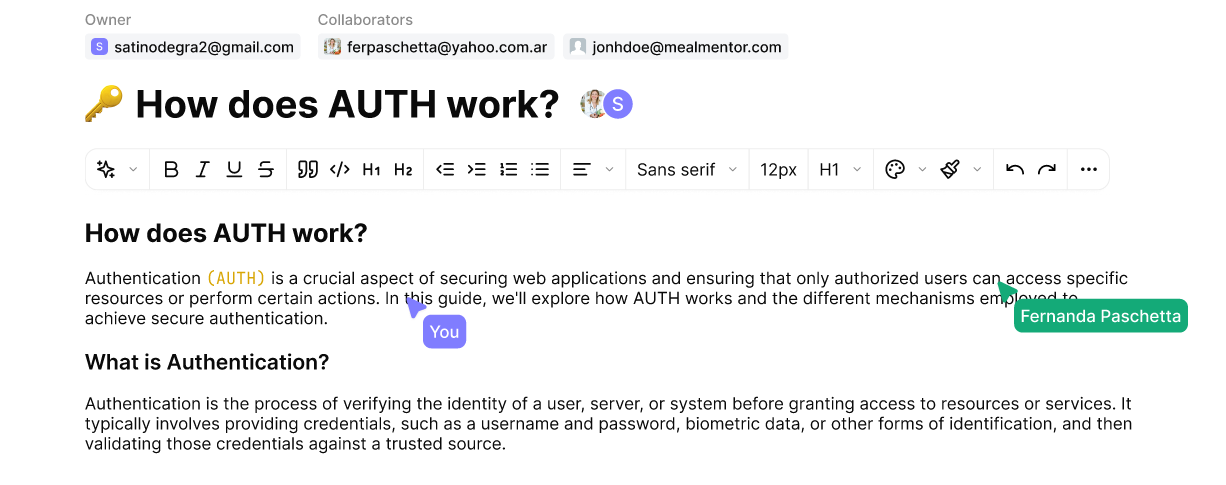 Owner Collaborators
S satinodegra2@gmail.com ferpaschetta@yahoo.com.ar jonhdoe@mealmentor.com
How does AUTH work? S
B I U S </> H1 H2 Sans serif 12px H1
How does AUTH work?
Authentication (AUTH) is a crucial aspect of securing web applications and ensuring that only authorized users can access specific
resources or perform certain actions. In this guide, we'll explore how AUTH works and the different mechanisms employed to
achieve secure authentication.
You
Fernanda Paschetta
What is Authentication?
Authentication is the process of verifying the identity of a user, server, or system before granting access to resources or services. It
typically involves providing credentials, such as a username and password, biometric data, or other forms of identification, and then
validating those credentials against a trusted source.